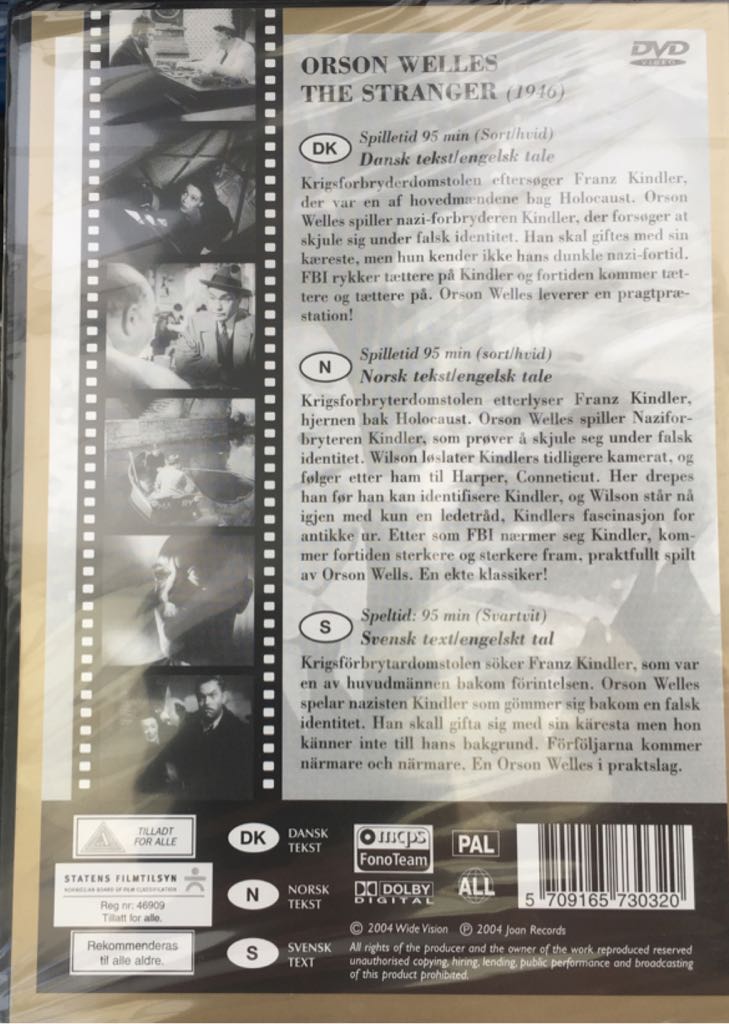 DVD
VIDEO
ORSON WELLES
THE STRANGER (1946)
DK
Spilletid 95 min (Sort/hvid)
Dansk tekst/engelsk tale
Krigsforbryderdomstolen eftersøger Franz Kindler,
der var en af hovedmændene bag Holocaust. Orson
Welles spiller nazi-forbryderen Kindler, der forsøger at
skjule sig under falsk identitet. Han skal giftes med sin
kæreste, men hun kender ikke hans dunkle nazi-fortid.
FBI rykker tættere på Kindler og fortiden kommer tæt-
tere og tættere på. Orson Welles leverer en pragtpræ-
station!
N
Spilletid 95 min (sort/hvid)
Norsk tekst/engelsk tale
Krigsforbryterdomstolen etterlyser Franz Kindler,
hjernen bak Holocaust. Orson Welles spiller Nazifor-
bryteren Kindler, som prøver å skjule seg under falsk
identitet. Wilson løslater Kindlers tidligere kamerat, og
følger etter ham til Harper, Conneticut. Her drepes
han før han kan identifisere Kindler, og Wilson står nå
igjen med kun en ledetråd, Kindlers fascinasjon for
antikke ur. Etter som FBI nærmer seg Kindler, kom-
mer fortiden sterkere og sterkere fram, praktfullt spilt
av Orson Wells. En ekte klassiker!
S
Speltid: 95 min (Svartvit)
Svensk text/engelskt tal
Krigsförbrytardomstolen söker Franz Kindler, som var
en av huvudmännen bakom förintelsen. Orson Welles
spelar nazisten Kindler som gömmer sig bakom en falsk
identitet. Han skall gifta sig med sin käresta men hon
känner inte till hans bakgrund. Förföljarna kommer
närmare och närmare. En Orson Welles i praktslag.
TILLADT
FOR ALLE
STATENS FILMTILSYN
NORWEGIAN BOARD OF FILM CLASSIFICATION
Reg nr: 46909
Tillatt for alle.
Rekommenderas
til alle aldre.
DK
DANSK
TEKST
N
NORSK
TEKST
S
SVENSK
TEXT
mcps
FonoTeam
DOLBY
DIGITAL
PAL
ALL
5 709165 730320
© 2004 Wide Vision ℗ 2004 Joan Records
All rights of the producer and the owner of the work reproduced reserved
unauthorised copying, hiring, lending, public performance and broadcasting
of this product prohibited.